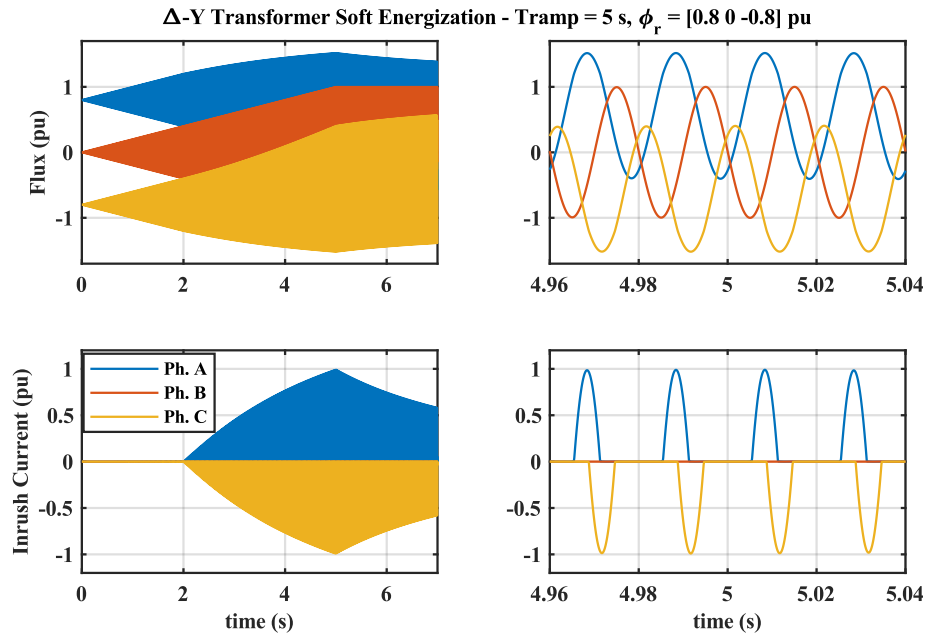 Δ-Y Transformer Soft Energization - Tramp = 5 s, ϕr = [0.8 0 -0.8] pu
Flux (pu)
1
0
-1
0 2 4 6
4.96 4.98 5 5.02 5.04
Inrush Current (pu)
1
0.5
0
-0.5
-1
Ph. A
Ph. B
Ph. C
0 2 4 6
time (s)
1
0
-1
1
0.5
0
-0.5
-1
4.96 4.98 5 5.02 5.04
time (s)